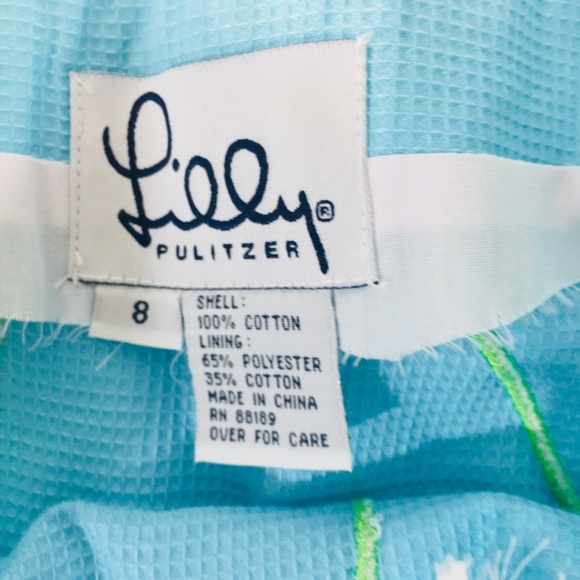 Lilly®
PULITZER
8
SHELL:
100% COTTON
LINING:
65% POLYESTER
35% COTTON
MADE IN CHINA
RN 88189
OVER FOR CARE